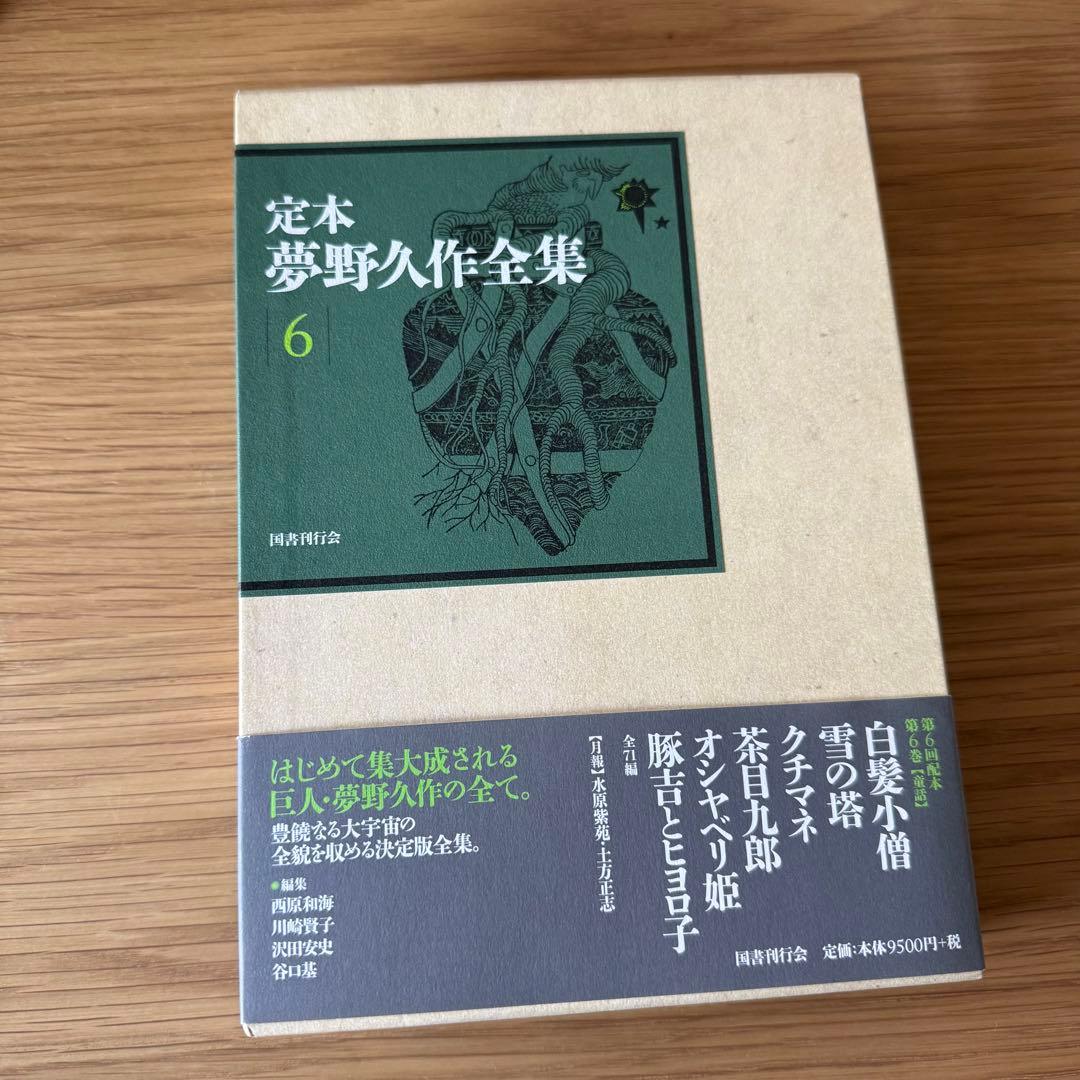 定本
夢野久作全集
6
国書刊行会
はじめて集大成される
巨人・夢野久作の全て。
豊饒なる大宇宙の
全貌を収める決定版全集。
●編集
西原和海
川崎賢子
沢田安史
谷口基
第6回配本
第6巻【童話】
白髪小僧
雪の塔
クチマネ
茶目九郎
オシャベリ姫
豚吉とヒョロ子
全71編
【月報】水原紫苑・土方正志
国書刊行会 定価:本体9500円+税